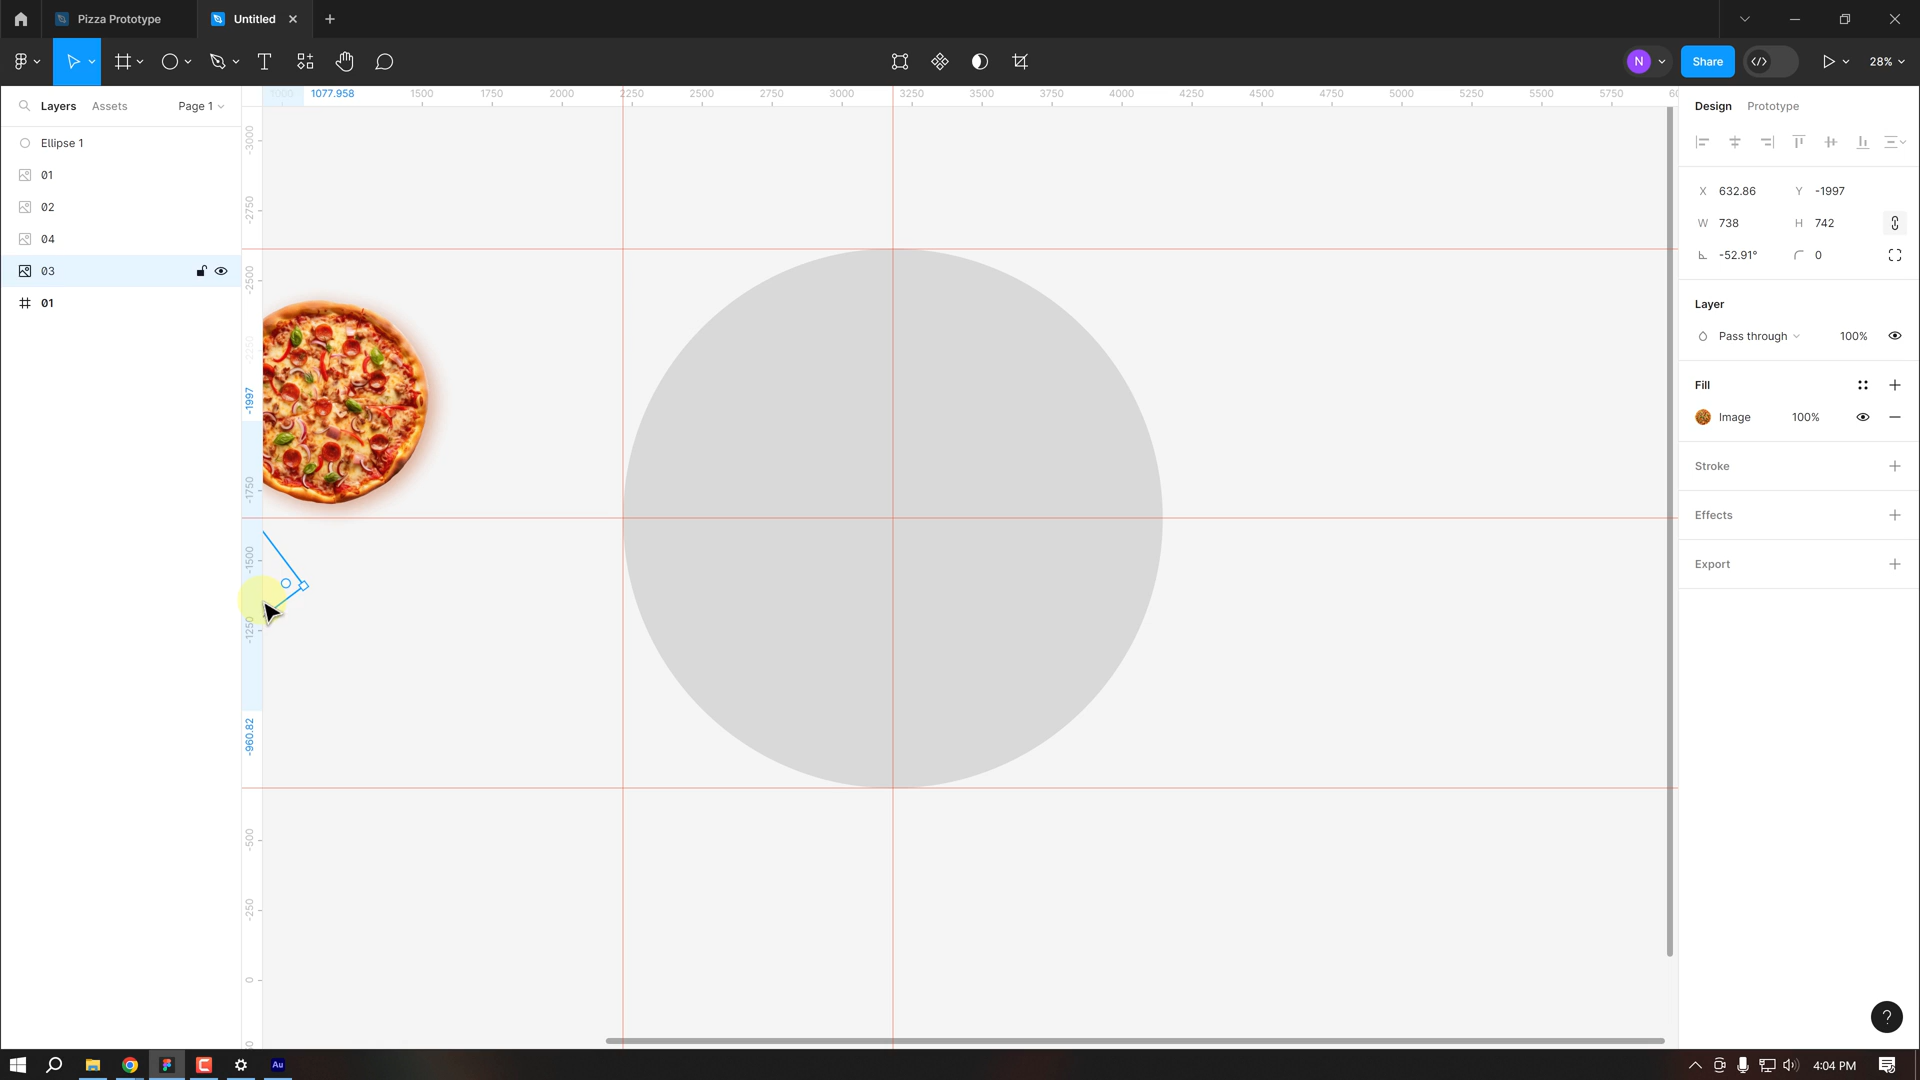 Pizza Prototype
Untitled
N
Share
28%
Layers
Assets
Page 1
1000
1077.958
1500
1750
2000
2250
2500
2750
3000
3250
3500
3750
4000
4250
4500
4750
5000
5250
5500
5750
Design
Prototype
Ellipse 1
01
02
04
03
01
-3000
-2750
-2500
-2250
-1997
-1750
-1500
-1250
-960.82
-500
-250
0
X 632.86 Y -1997
W 738 H 742
-52.91° 0
Layer
Pass through 100%
Fill
Image 100%
Stroke
Effects
Export
?
Au
4:04 PM